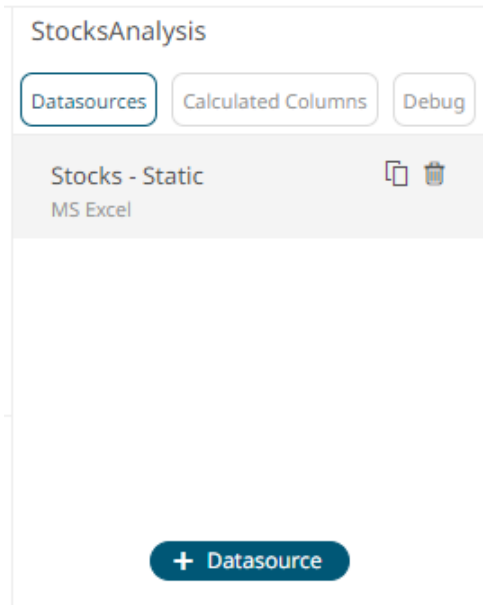 StocksAnalysis
Datasources Calculated Columns Debug
Stocks - Static
MS Excel
+ Datasource